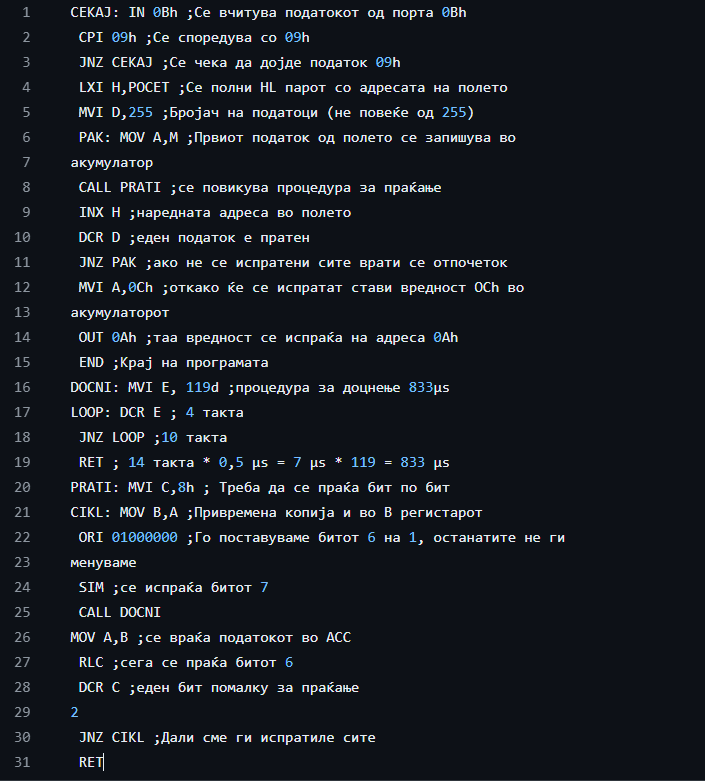 1 CEKAJ: IN 0Bh ;Се вчитува податокот од порта 0Bh
2 CPI 09h ;Се споредува со 09h
3 JNZ CEKAJ ;Се чека да дојде податок 09h
4 LXI H,POCET ;Се полни HL парот со адресата на полето
5 MVI D,255 ;Бројач на податоци (не повеќе од 255)
6 PAK: MOV A,M ;Првиот податок од полето се запишува во
7 акумулатор
8 CALL PRATI ;се повикува процедура за праќање
9 INX H ;наредната адреса во полето
10 DCR D ;еден податок е пратен
11 JNZ PAK ;ако не се испратени сите врати се отпочеток
12 MVI A,0Ch ;откако ќе се испратат стави вредност OCh во
13 акумулаторот
14 OUT 0Ah ;таа вредност се испраќа на адреса 0Ah
15 END ;Крај на програмата
16 DOCNI: MVI E, 119d ;процедура за доцнење 833µs
17 LOOP: DCR E ; 4 такта
18 JNZ LOOP ;10 такта
19 RET ; 14 такта * 0,5 µs = 7 µs * 119 = 833 µs
20 PRATI: MVI C,8h ; Треба да се праќа бит по бит
21 CIKL: MOV B,A ;Привремена копија и во B регистарот
22 ORI 01000000 ;Го поставуваме битот 6 на 1, останатите не ги
23 менуваме
24 SIM ;се испраќа битот 7
25 CALL DOCNI
26 MOV A,B ;се враќа податокот во ACC
27 RLC ;сега се праќа битот 6
28 DCR C ;еден бит помалку за праќање
29 2
30 JNZ CIKL ;Дали сме ги испратиле сите
31 RET